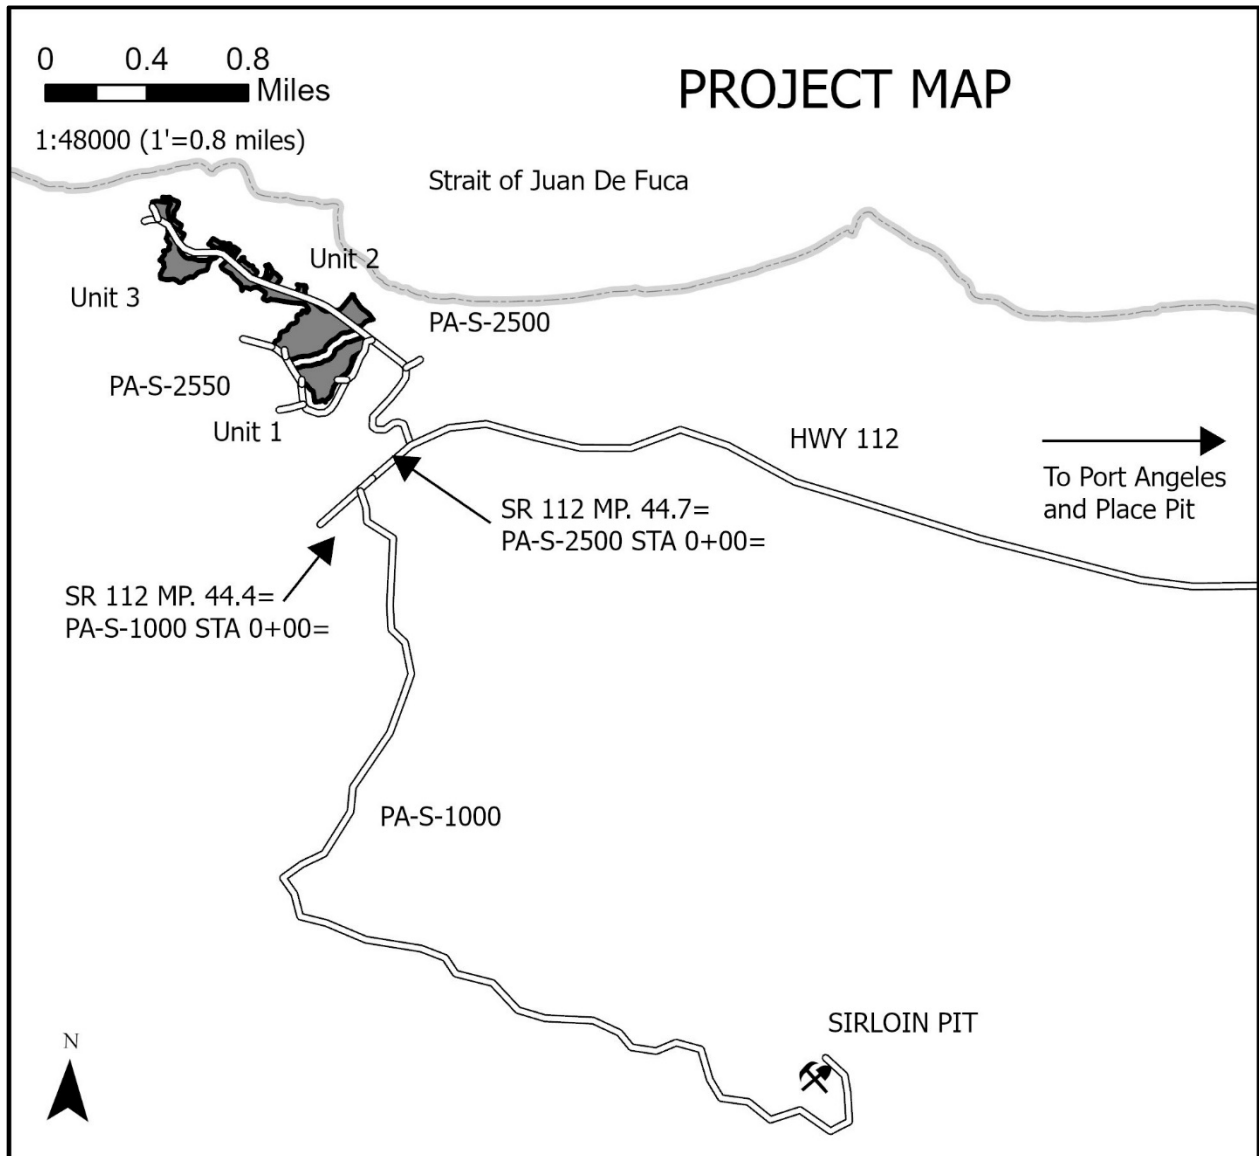 0 0.4 0.8
Miles
1:48000 (1'=0.8 miles)
PROJECT MAP
Strait of Juan De Fuca
Unit 2
Unit 3
PA-S-2500
PA-S-2550
Unit 1
HWY 112
To Port Angeles
and Place Pit
SR 112 MP. 44.7=
PA-S-2500 STA 0+00=
SR 112 MP. 44.4=
PA-S-1000 STA 0+00=
PA-S-1000
SIRLOIN PIT
N